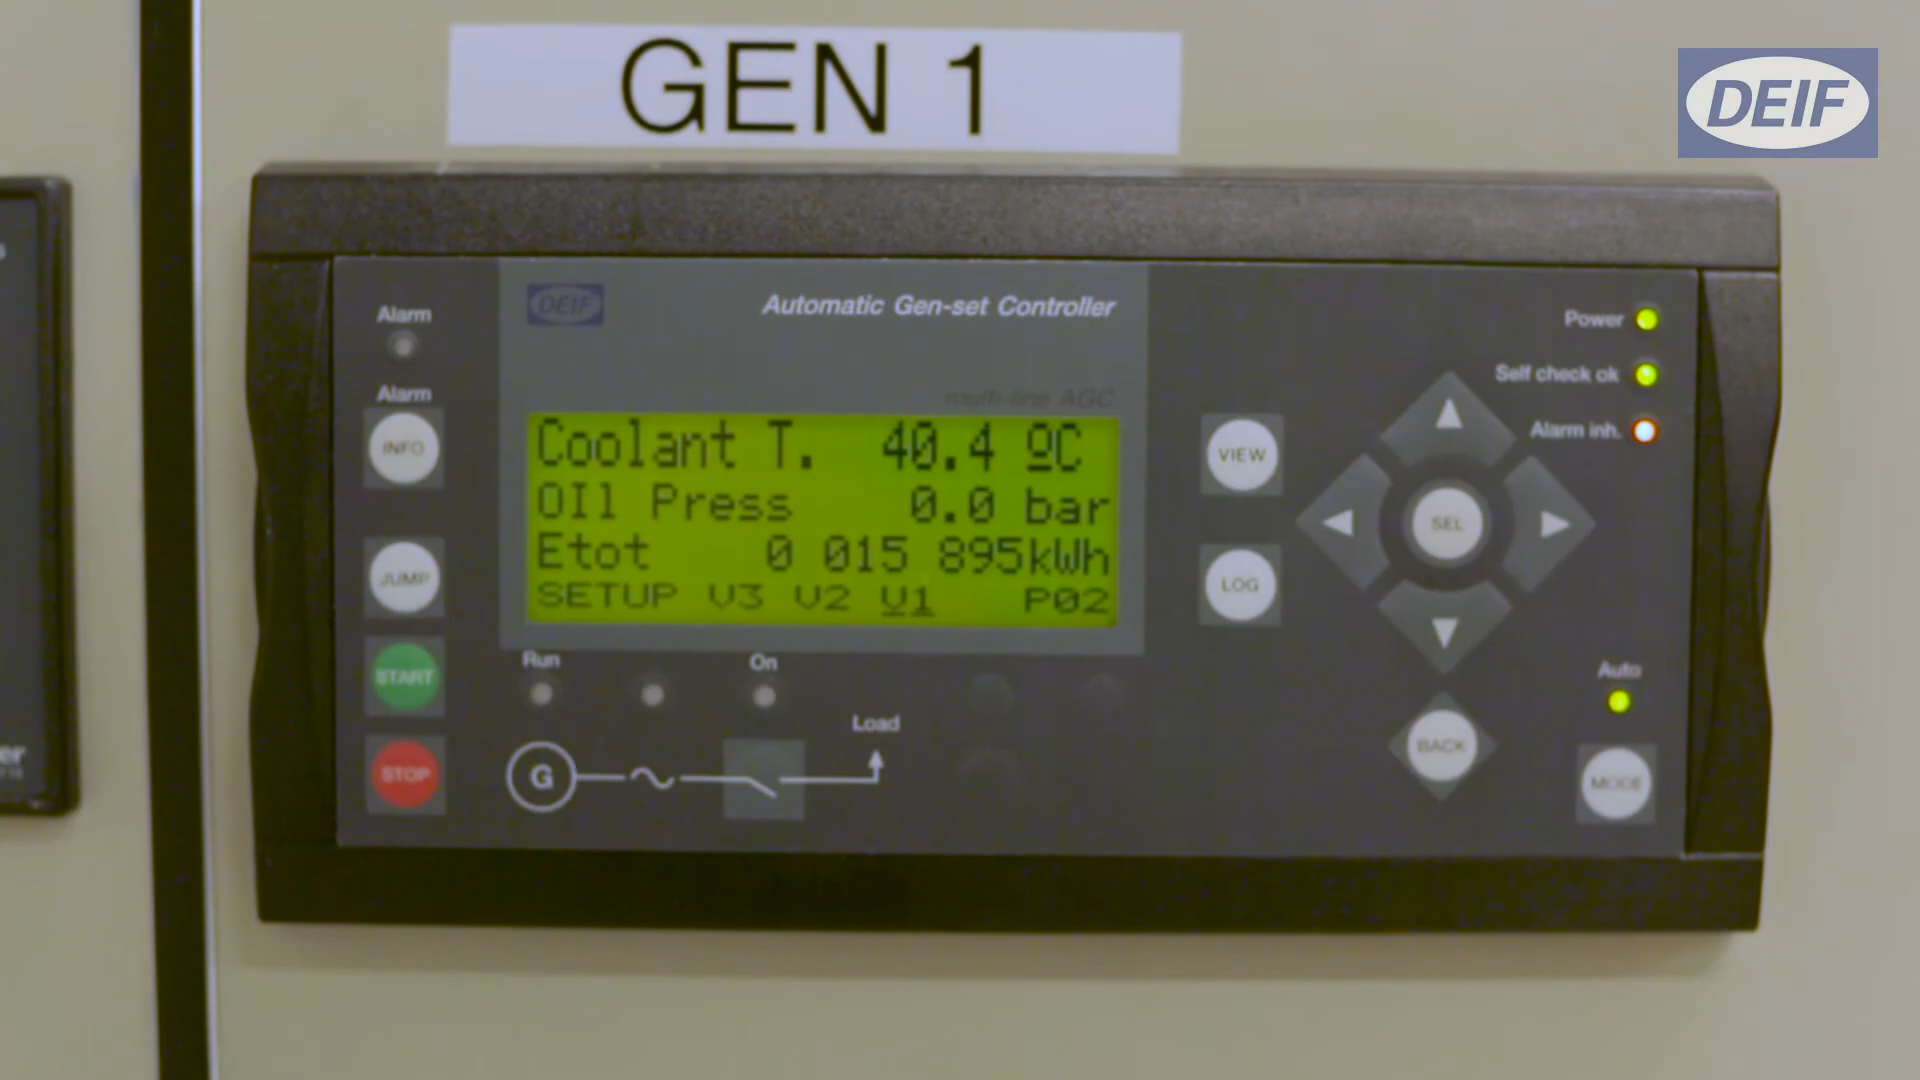 GEN 1
DEIF
DEIF
Automatic Gen-set Controller
multi-line AGC
Alarm
Alarm
INFO
JUMP
START
STOP
Coolant T. 40.4 ºC
OIl Press 0.0 bar
Etot 0 015 895kWh
SETUP V3 V2 V1 P02
Run
On
Load
G
VIEW
LOG
SEL
BACK
Power
Self check ok
Alarm inh.
Auto
MODE